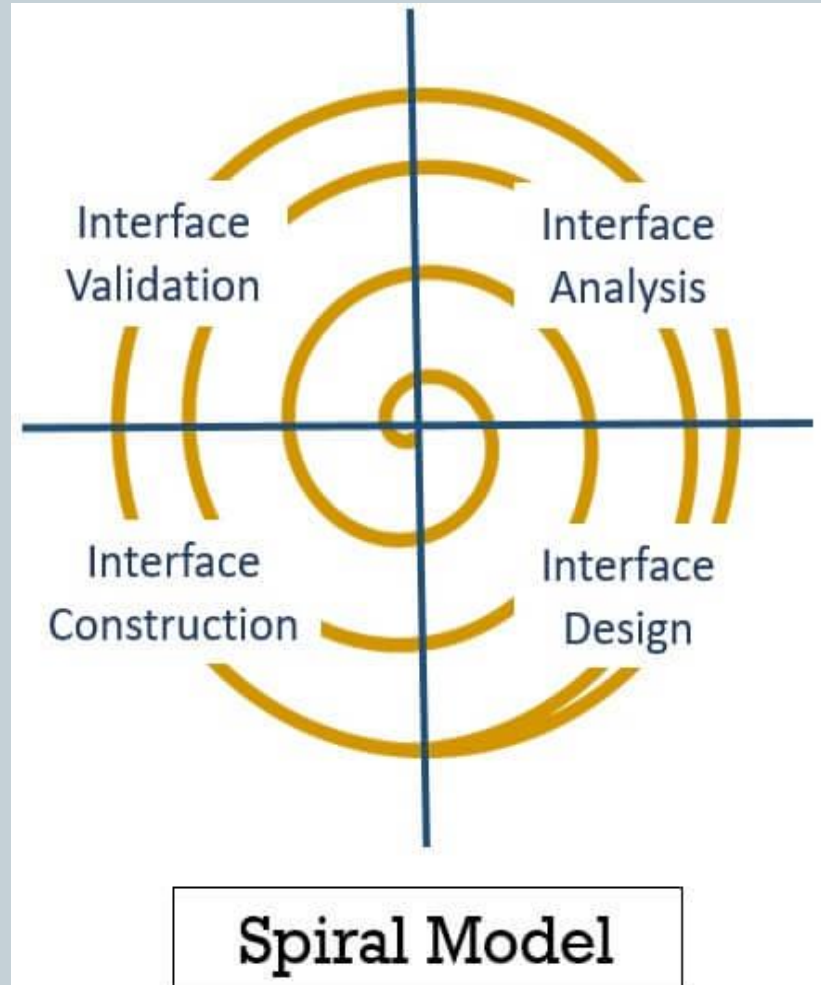 Interface
Validation
Interface
Analysis
Interface
Construction
Interface
Design
Spiral Model